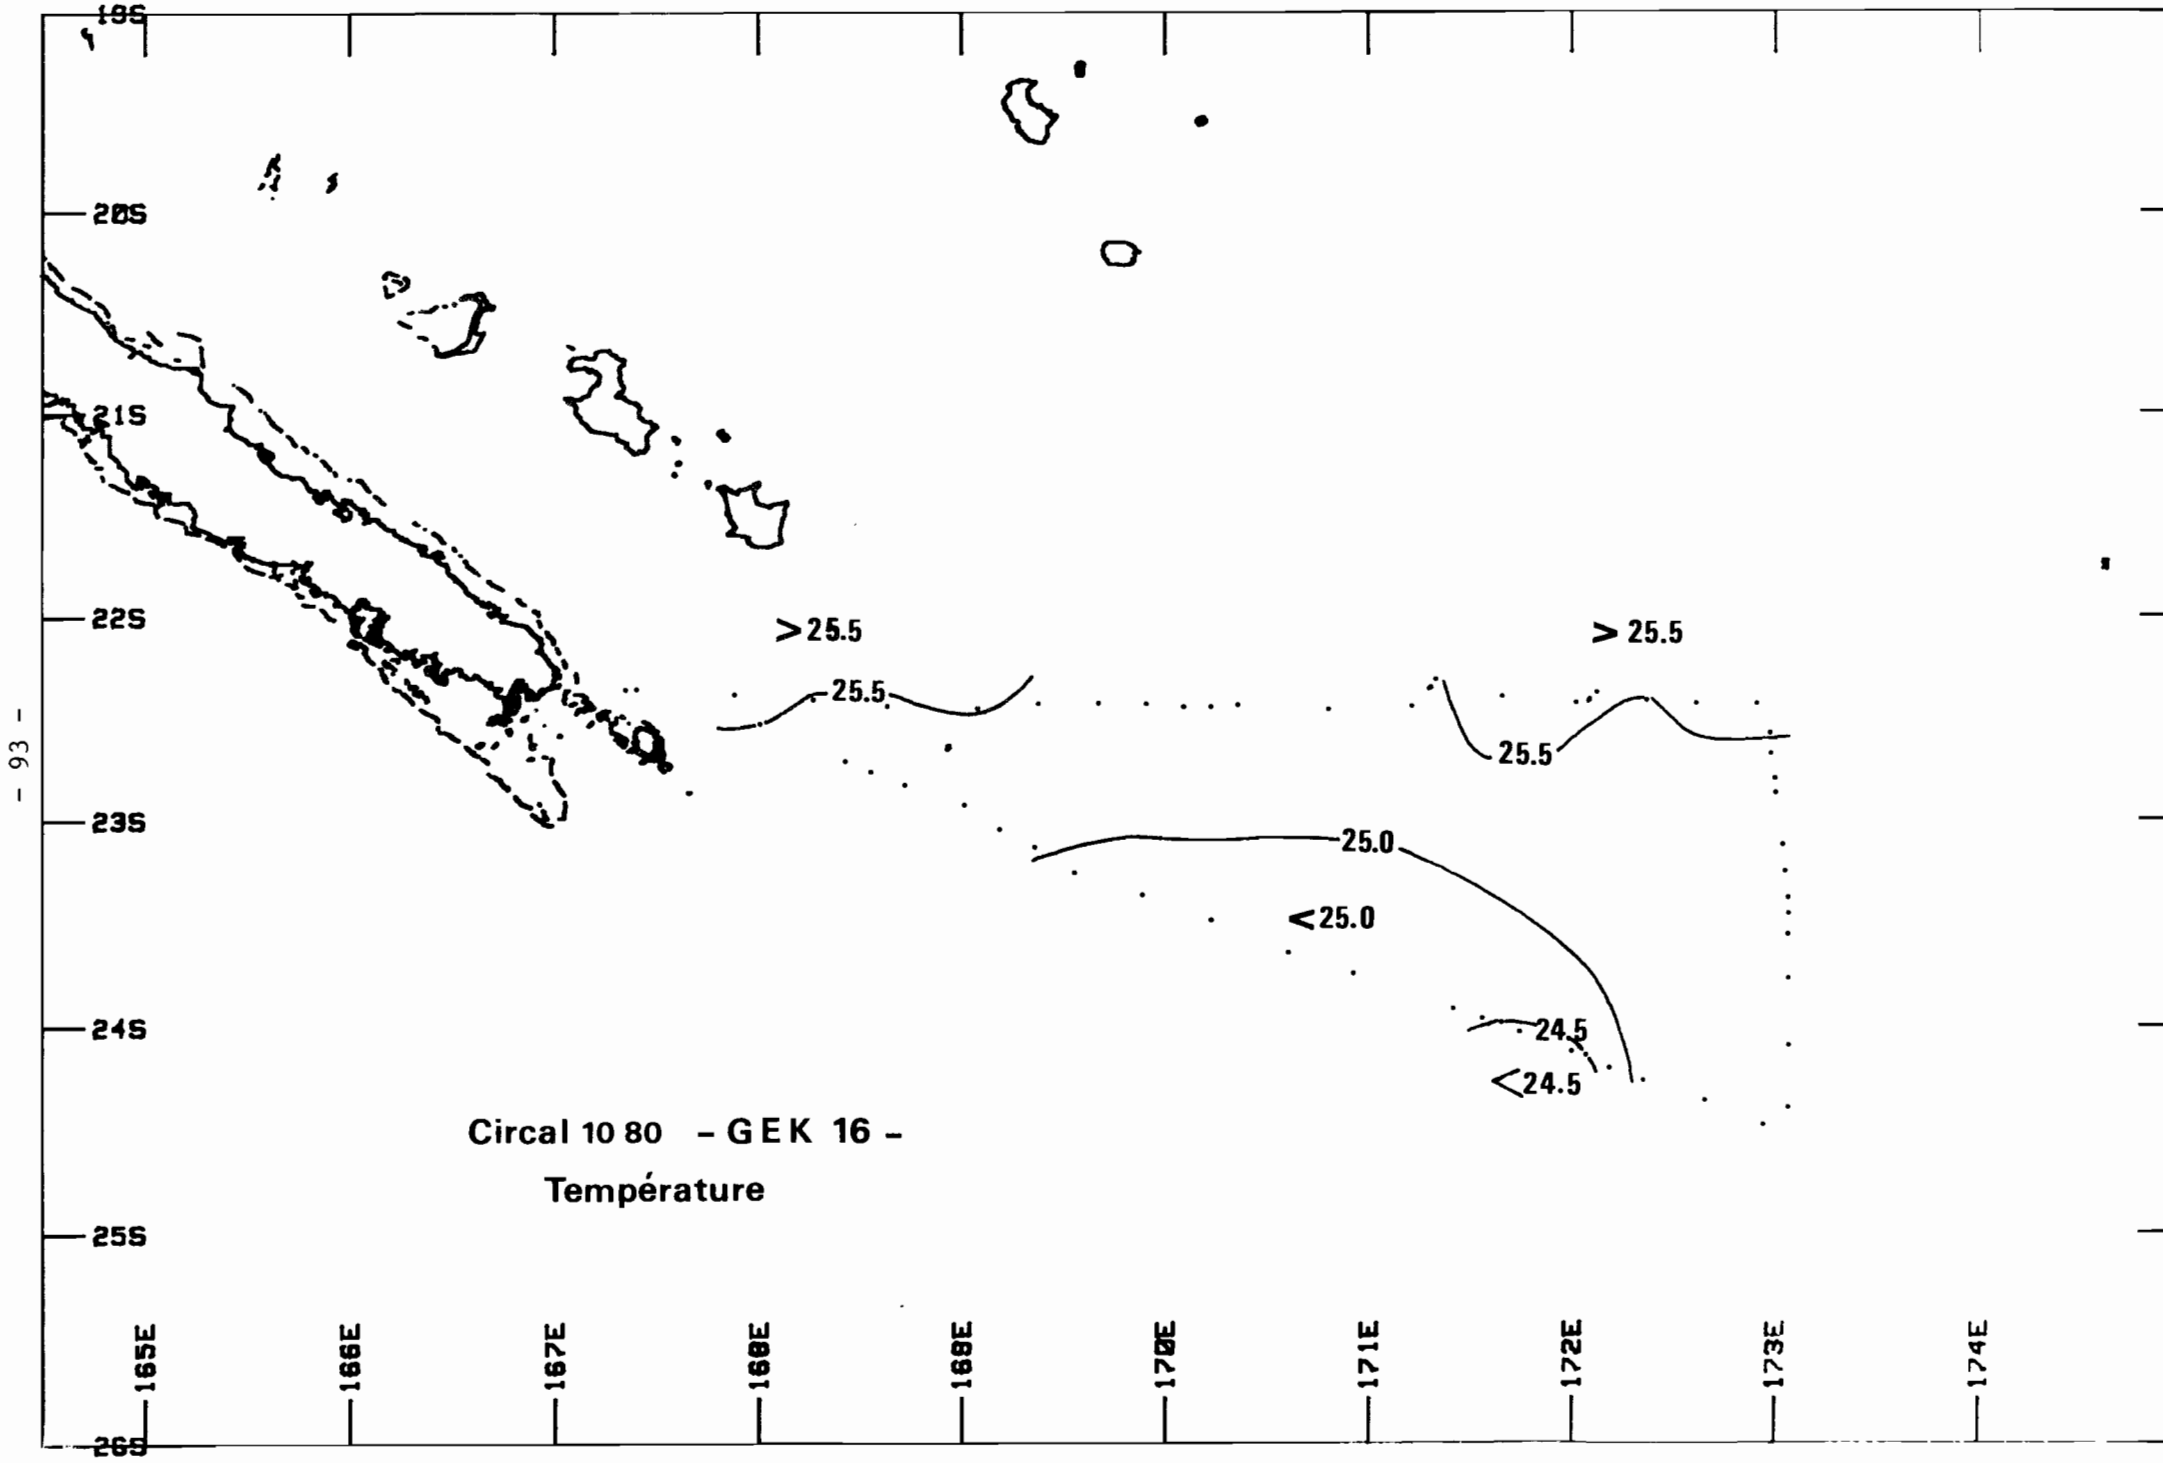 19S
20S
21S
22S
> 25.5
> 25.5
25.5
25.5
- 93 -
23S
25.0
< 25.0
24S
24.5
< 24.5
Circal 10 80 - GEK 16 -
Température
25S
165E
166E
167E
168E
169E
170E
171E
172E
173E
174E
26S